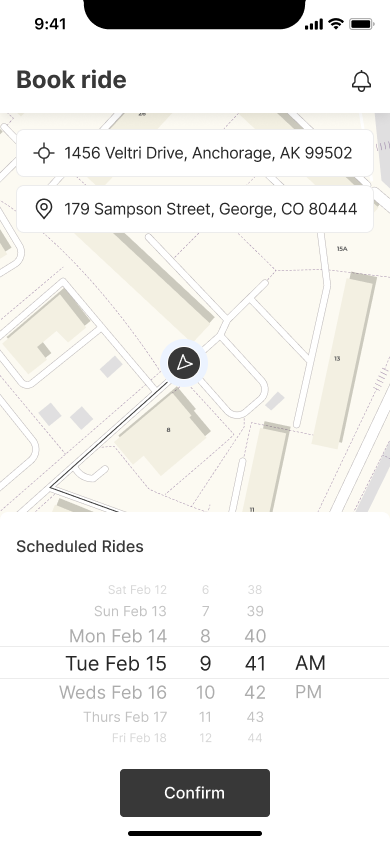 9:41
Book ride
1456 Veltri Drive, Anchorage, AK 99502
179 Sampson Street, George, CO 80444
15A
13
8
11
Scheduled Rides
Sat Feb 12 6 38
Sun Feb 13 7 39
Mon Feb 14 8 40
Tue Feb 15 9 41 AM
Weds Feb 16 10 42 PM
Thurs Feb 17 11 43
Fri Feb 18 12 44
Confirm